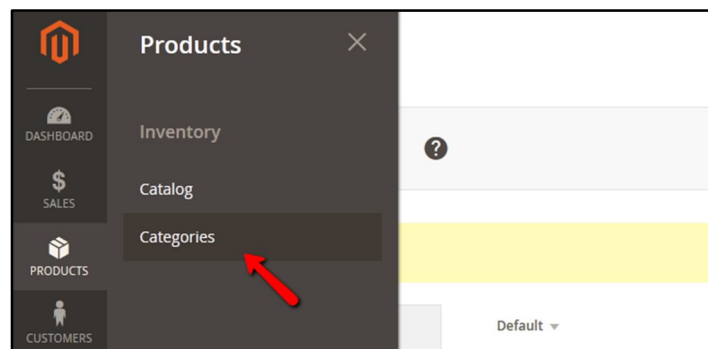 Products
DASHBOARD
Inventory
SALES
Catalog
Categories
PRODUCTS
CUSTOMERS
Default